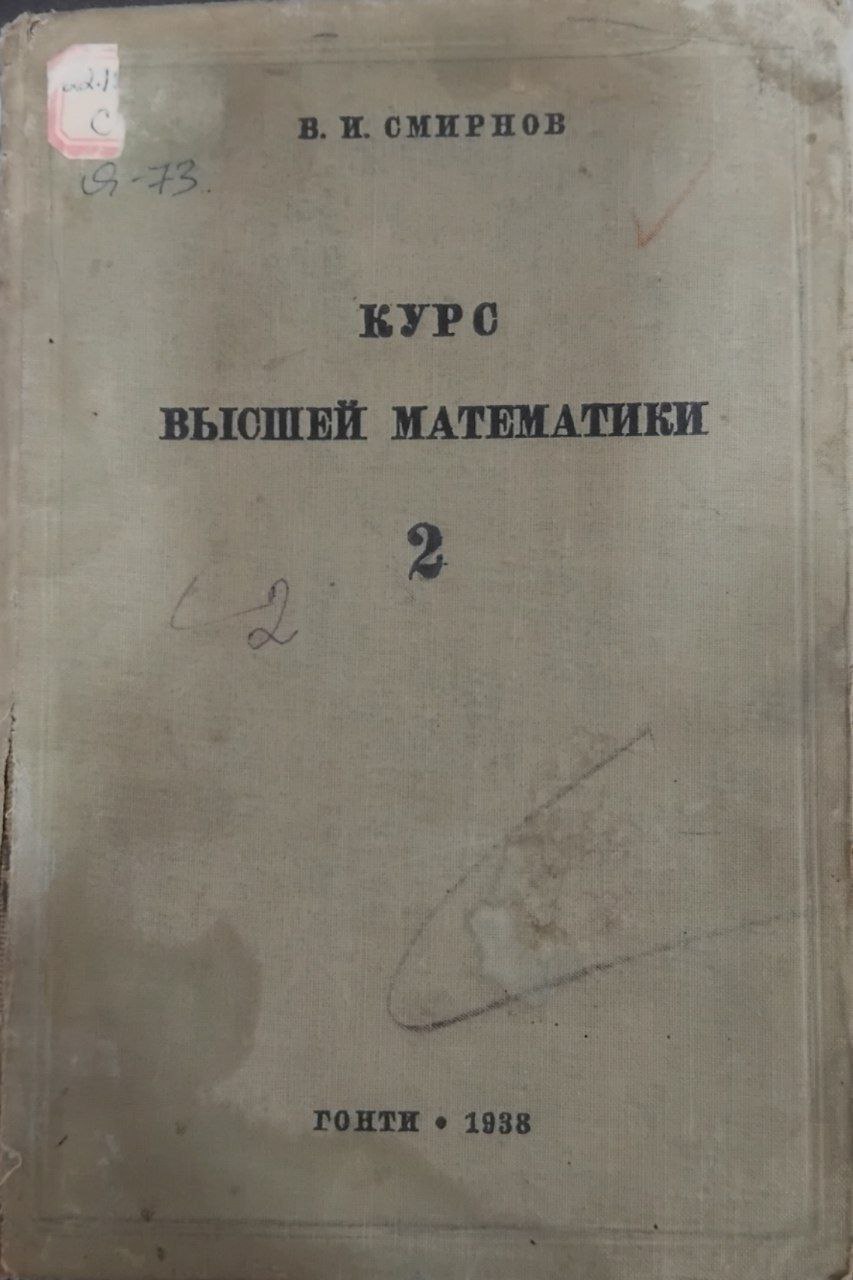 С
Я-73
В. И. СМИРНОВ
КУРС
ВЫСШЕЙ МАТЕМАТИКИ
2
2
ГОНТИ • 1938